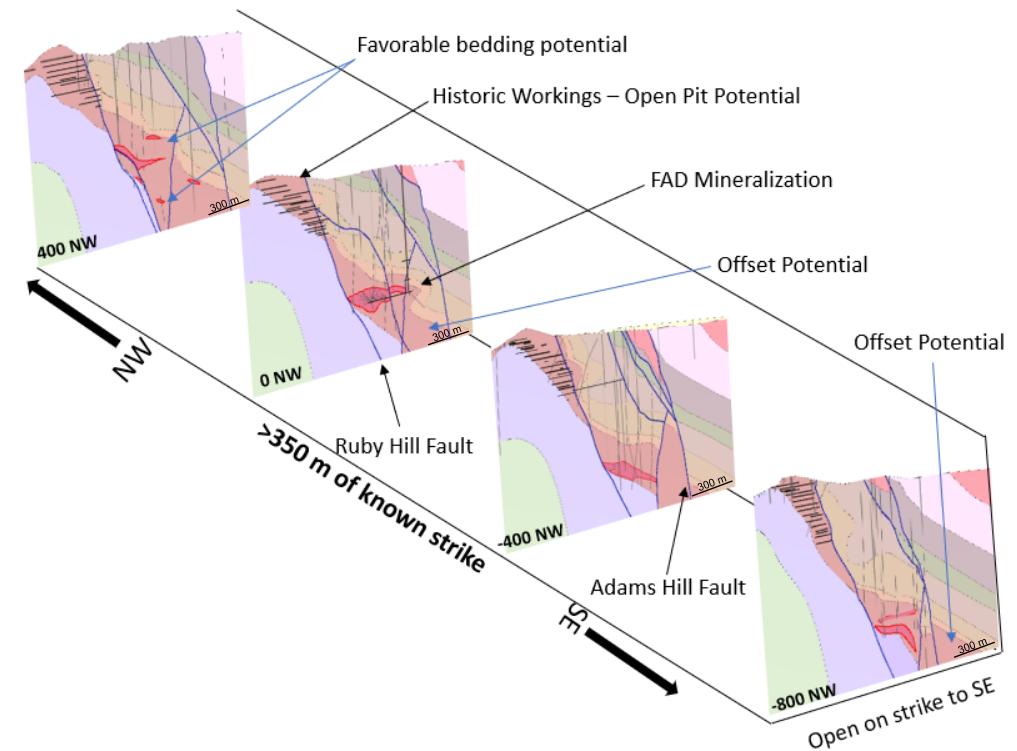 Favorable bedding potential
Historic Workings – Open Pit Potential
FAD Mineralization
Offset Potential
Offset Potential
300 m
400 NW
NW
300 m
0 NW
Ruby Hill Fault
>350 m of known strike
300 m
-400 NW
Adams Hill Fault
SE
300 m
-800 NW
Open on strike to SE